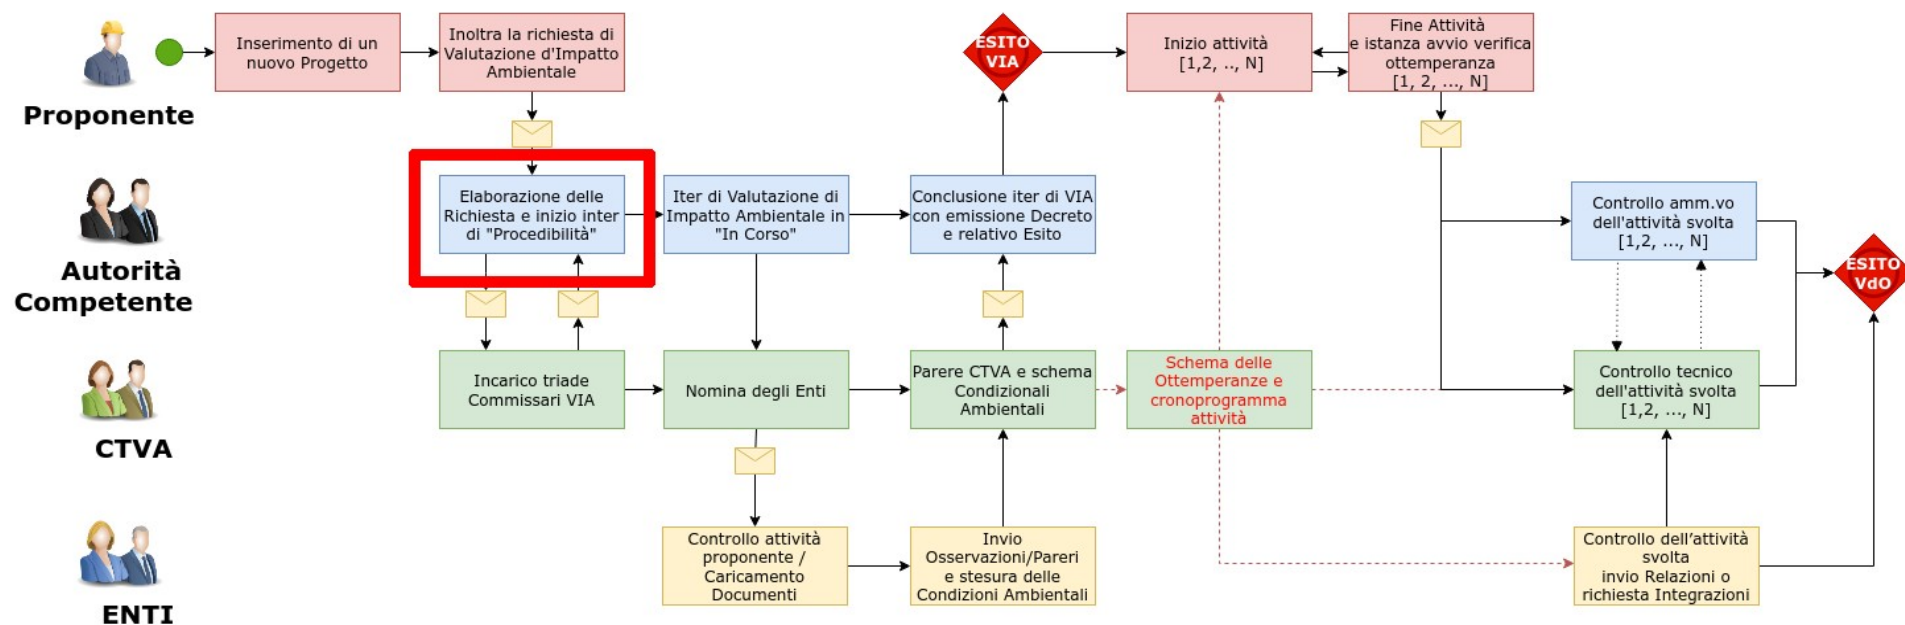 Proponente
Inserimento di un
nuovo Progetto
Inoltra la richiesta di
Valutazione d'Impatto
Ambientale
ESITO
VIA
Inizio attività
[1,2, .., N]
Fine Attività
e istanza avvio verifica
ottemperanza
[1, 2, ..., N]
Autorità
Competente
Elaborazione delle
Richiesta e inizio inter
di "Procedibilità"
Iter di Valutazione di
Impatto Ambientale in
"In Corso"
Conclusione iter di VIA
con emissione Decreto
e relativo Esito
Controllo amm.vo
dell'attività svolta
[1,2, ..., N]
ESITO
VdO
CTVA
Incarico triade
Commissari VIA
Nomina degli Enti
Parere CTVA e schema
Condizionali
Ambientali
Schema delle
Ottemperanze e
cronoprogramma
attività
Controllo tecnico
dell'attività svolta
[1,2, ..., N]
ENTI
Controllo attività
proponente /
Caricamento
Documenti
Invio
Osservazioni/Pareri
e stesura delle
Condizioni Ambientali
Controllo dell’attività
svolta
invio Relazioni o
richiesta Integrazioni